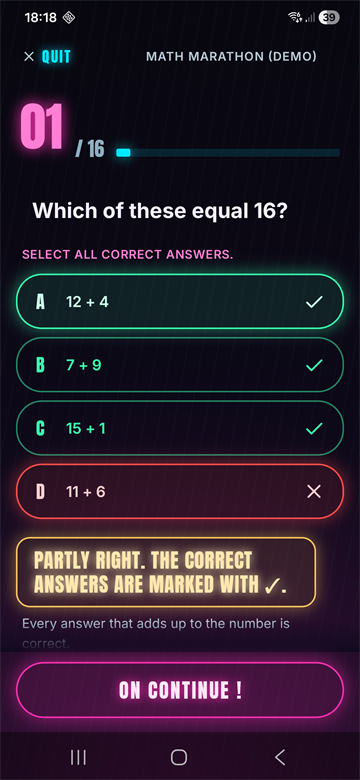 18:18 39
× QUIT MATH MARATHON (DEMO)
01 / 16
Which of these equal 16?
SELECT ALL CORRECT ANSWERS.
A 12 + 4 ✓
B 7 + 9 ✓
C 15 + 1 ✓
D 11 + 6 ×
PARTLY RIGHT. THE CORRECT
ANSWERS ARE MARKED WITH ✓.
Every answer that adds up to the number is
correct.
ON CONTINUE !